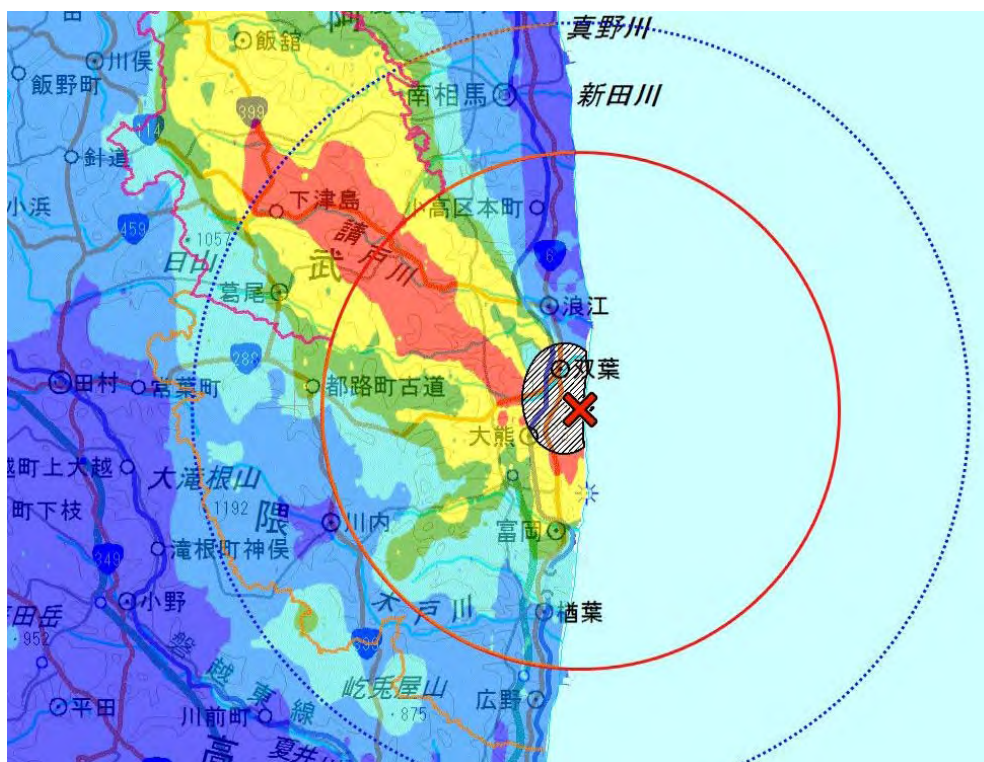 真野川
飯舘
川俣
飯野町
南相馬
新田川
399
114
針道
下津島
小高区本町
小浜
459
請戸川
・1057
日山
武
6
葛尾
浪江
288
双葉
田村
常葉町
都路町古道
大熊
越町上大越
大滝根山
・1192
町下枝
隈
川内
富岡
滝根町神俣
349
小野
木戸川
楢葉
田岳
・952
399
磐越東線
屹兎屋山
広野
・875
平田
川前町
高
夏井川